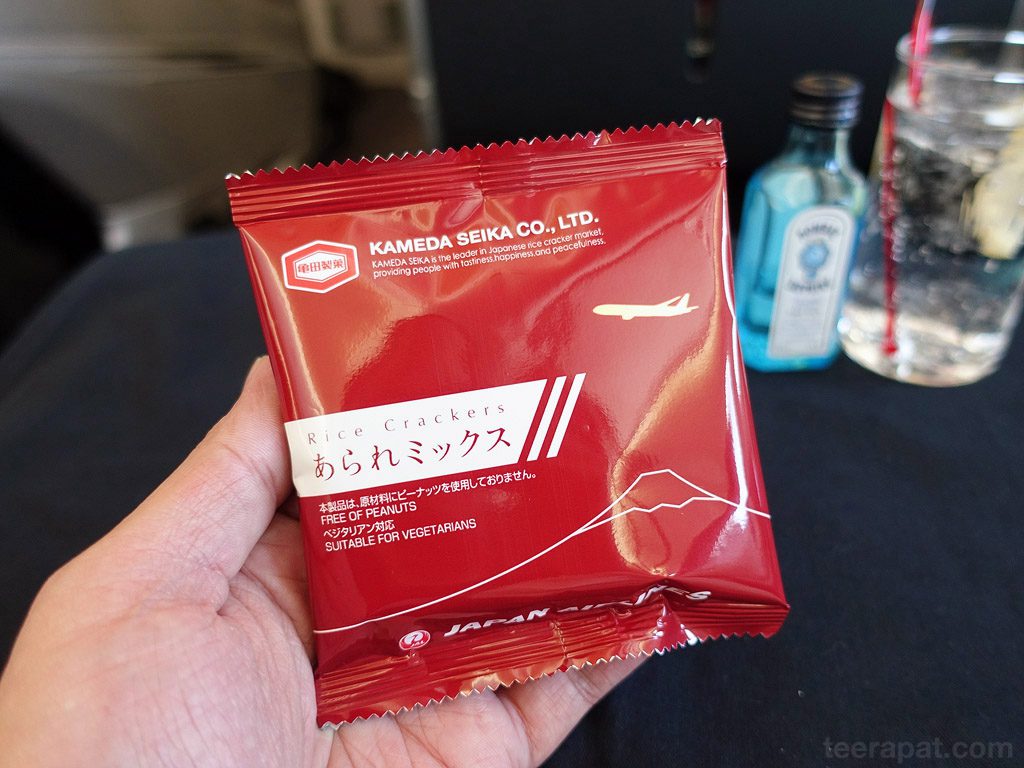 KAMEDA SEIKA CO., LTD.
亀田製菓
KAMEDA SEIKA is the leader in Japanese rice cracker market,
providing people with tastiness,happiness,and peacefulness.
Rice Crackers
あられミックス
本製品は、原材料にピーナッツを使用しておりません。
FREE OF PEANUTS
ベジタリアン対応
SUITABLE FOR VEGETARIANS
JAPAN AIRLINES
BOMBAY
SAPPHIRE
teerapat.com